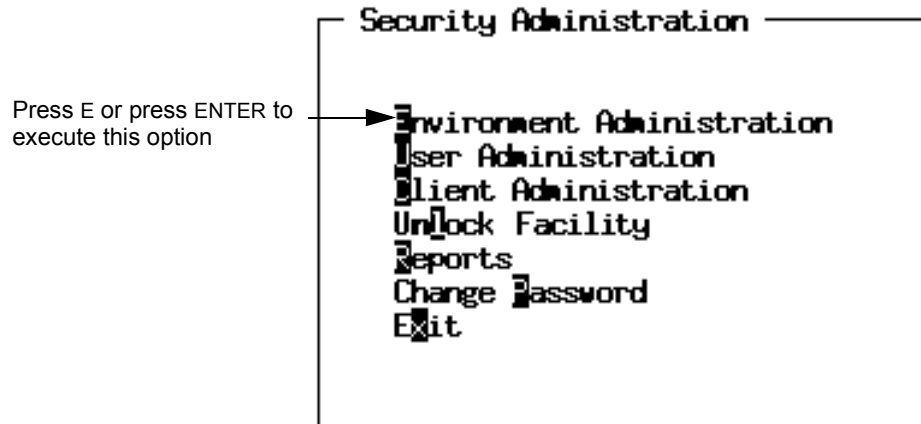 Security Administration
Press E or press ENTER to
execute this option
Environment Administration
User Administration
Client Administration
Unlock Facility
Reports
Change Password
Exit